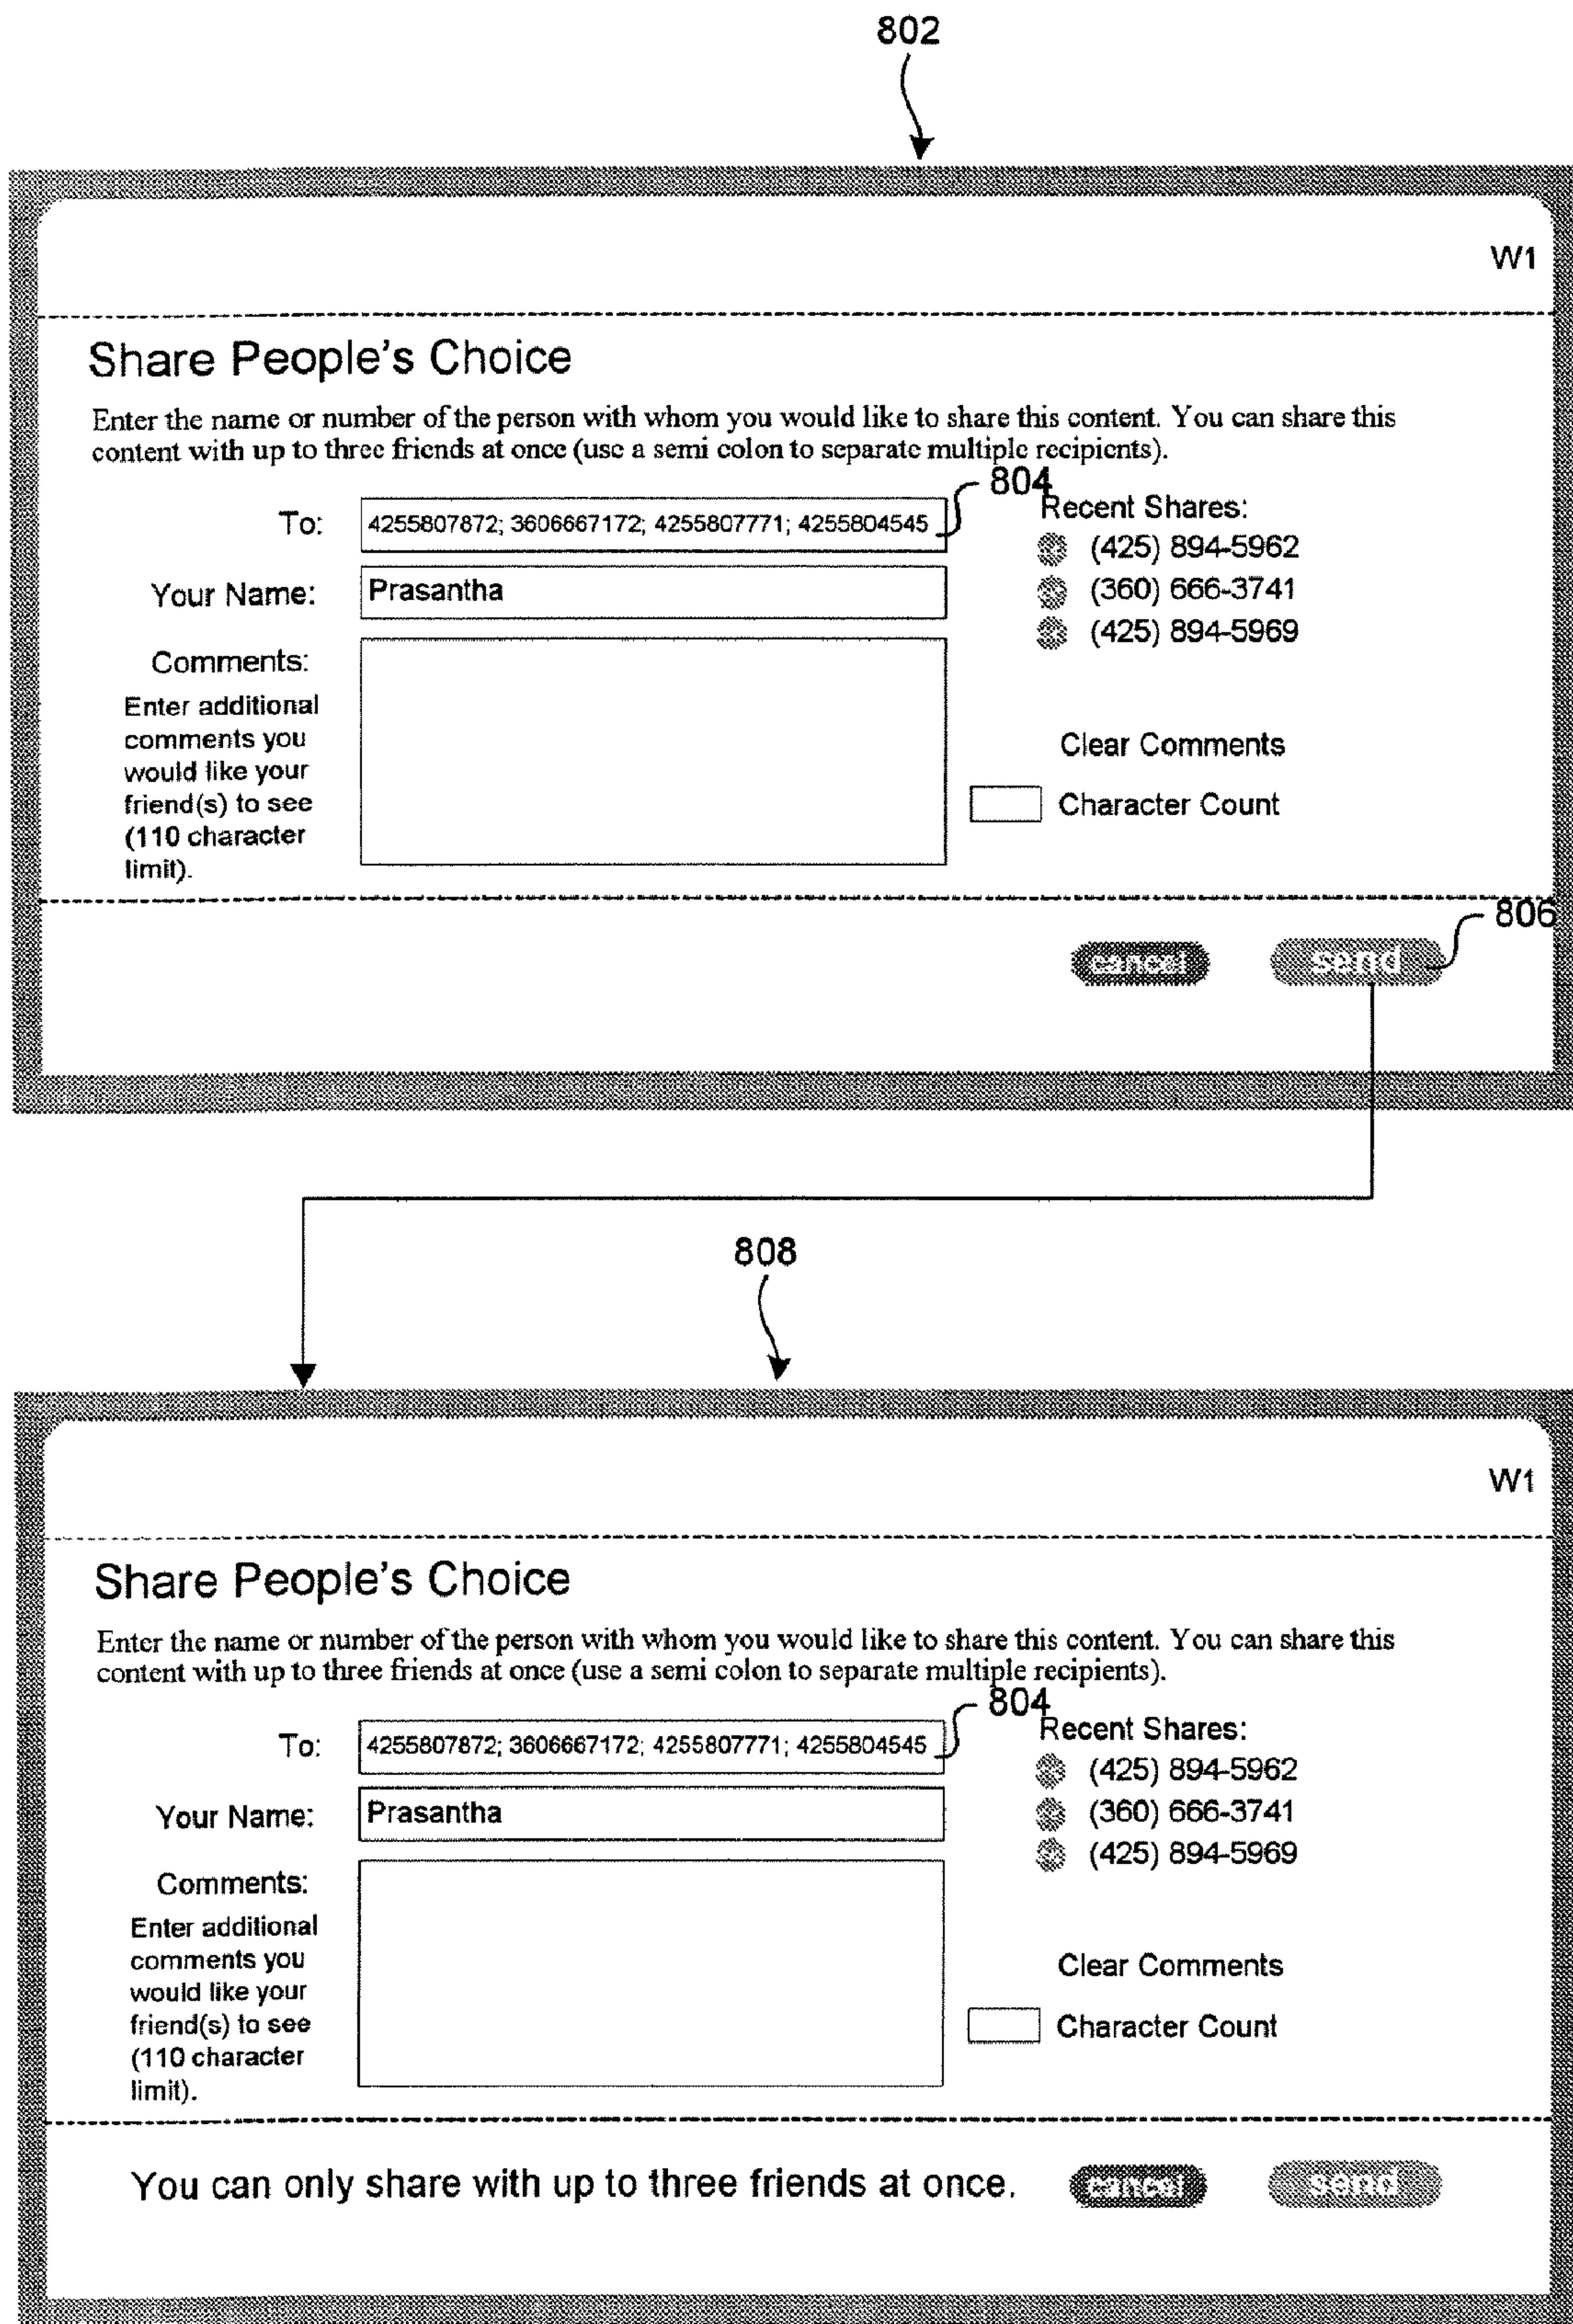 802
W1
Share People's Choice
Enter the name or number of the person with whom you would like to share this content. You can share this
content with up to three friends at once (use a semi colon to separate multiple recipients).
804
To: 4255807872; 3606667172; 4255807771; 4255804545
Recent Shares:
(425) 894-5962
Your Name: Prasantha
(360) 666-3741
(425) 894-5969
Comments:
Enter additional
comments you
would like your
friend(s) to see
(110 character
limit).
Clear Comments
Character Count
806
cancel send
808
W1
Share People's Choice
Enter the name or number of the person with whom you would like to share this content. You can share this
content with up to three friends at once (use a semi colon to separate multiple recipients).
804
To: 4255807872; 3606667172; 4255807771; 4255804545
Recent Shares:
(425) 894-5962
Your Name: Prasantha
(360) 666-3741
(425) 894-5969
Comments:
Enter additional
comments you
would like your
friend(s) to see
(110 character
limit).
Clear Comments
Character Count
You can only share with up to three friends at once. cancel send